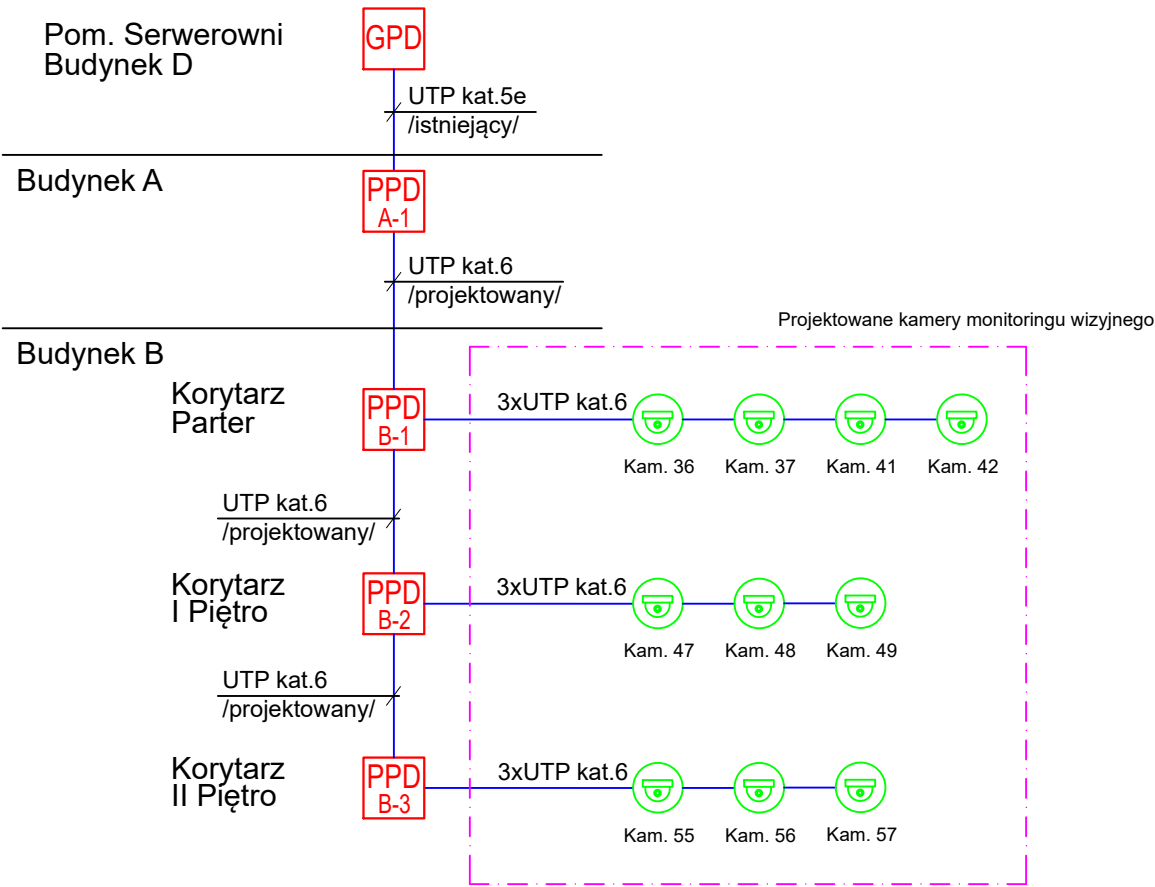 Pom. Serwerowni
Budynek D
GPD
UTP kat.5e
/istniejący/
Budynek A
PPD
A-1
UTP kat.6
/projektowany/
Projektowane kamery monitoringu wizyjnego
Budynek B
Korytarz
Parter
PPD
B-1
3xUTP kat.6
Kam. 36
Kam. 37
Kam. 41
Kam. 42
UTP kat.6
/projektowany/
Korytarz
I Piętro
PPD
B-2
3xUTP kat.6
Kam. 47
Kam. 48
Kam. 49
UTP kat.6
/projektowany/
Korytarz
II Piętro
PPD
B-3
3xUTP kat.6
Kam. 55
Kam. 56
Kam. 57